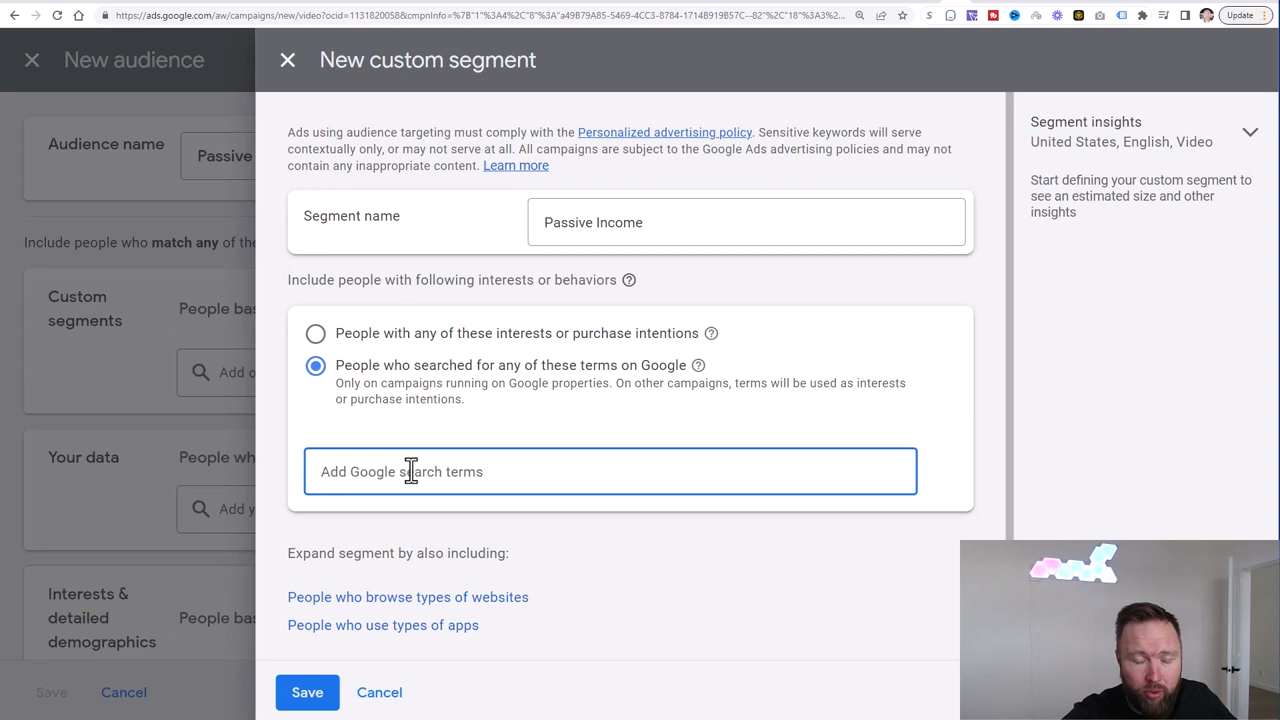 https://ads.google.com/aw/campaigns/new/video?ocid=1131820058&cmpnInfo=%7B"1"%3A4%2C"8"%3A"a49B79A85-5469-4CC3-8784-1714B919B57C--82"%2C"18"%3A3%2...
Update
New audience
New custom segment
Ads using audience targeting must comply with the Personalized advertising policy. Sensitive keywords will serve
contextually only, or may not serve at all. All campaigns are subject to the Google Ads advertising policies and may not
contain any inappropriate content. Learn more
Segment insights
United States, English, Video
Start defining your custom segment to
see an estimated size and other
insights
Audience name
Passive
Segment name
Passive Income
Include people who match any of the
Include people with following interests or behaviors
Custom
segments
People bas
Add c
People with any of these interests or purchase intentions
People who searched for any of these terms on Google
Only on campaigns running on Google properties. On other campaigns, terms will be used as interests
or purchase intentions.
Add Google search terms
Your data
People wh
Add y
Expand segment by also including:
People who browse types of websites
People who use types of apps
Interests &
detailed
demographics
People bas
Save
Cancel
Save
Cancel